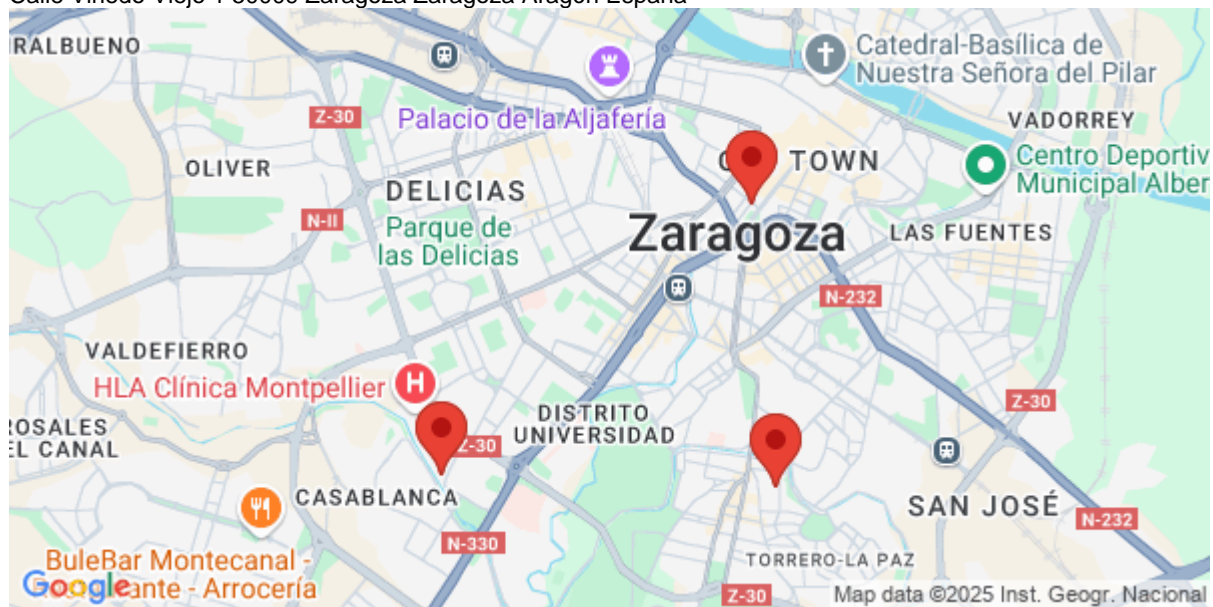 Calle Viñedo Viejo 1 50009 Zaragoza Zaragoza Aragón España
RALBUENO
Catedral-Basílica de
Nuestra Señora del Pilar
Z-30
Palacio de la Aljafería
VADORREY
OLIVER
TOWN
Centro Deportiv
Municipal Alber
DELICIAS
N-II
Parque de
las Delicias
Zaragoza
LAS FUENTES
N-232
VALDEFIERRO
HLA Clínica Montpellier
H
Z-30
DISTRITO
UNIVERSIDAD
ROSALES
EL CANAL
Z-30
CASABLANCA
SAN JOSÉ
N-232
N-330
BuleBar Montecanal -
ante - Arrocería
TORRERO-LA PAZ
Google
Z-30
Map data ©2025 Inst. Geogr. Nacional